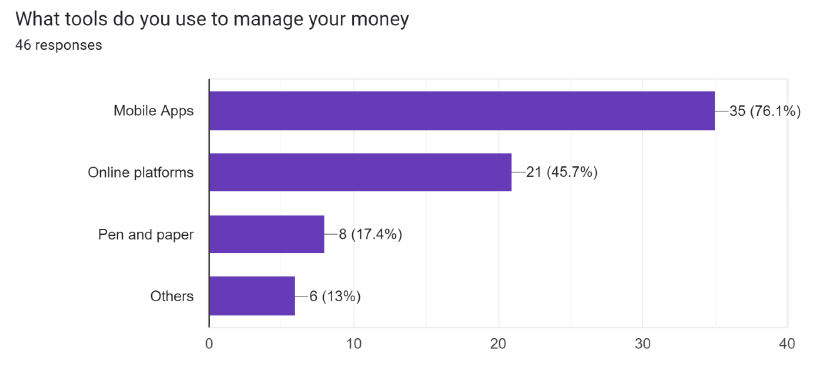 What tools do you use to manage your money
46 responses
Mobile Apps 35 (76.1%)
Online platforms 21 (45.7%)
Pen and paper 8 (17.4%)
Others 6 (13%)
0 10 20 30 40